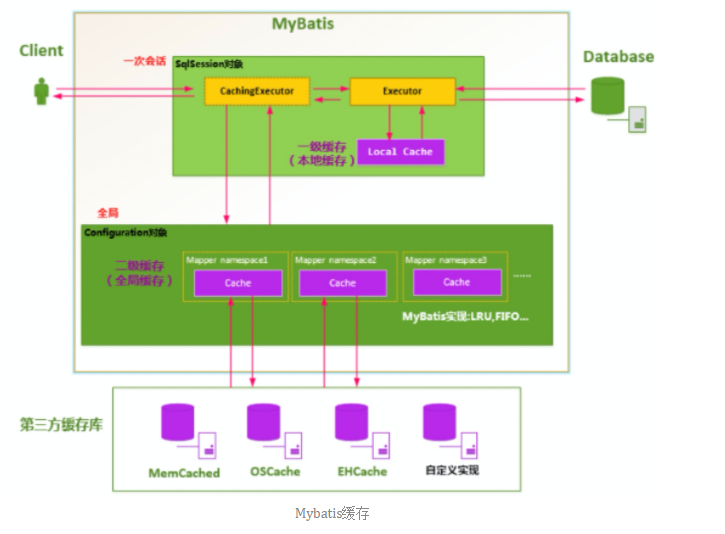 MyBatis
Client
一次会话
SqlSession对象
Database
CachingExecutor
Executor
一级缓存
（本地缓存）
Local Cache
全局
Configuration对象
二级缓存
（全局缓存）
Mapper namespace1
Mapper namespace2
Mapper namespace3
Cache
Cache
Cache
......
MyBatis实现:LRU,FIFO...
第三方缓存库
MemCached
OSCache
EHCache
自定义实现
Mybatis缓存